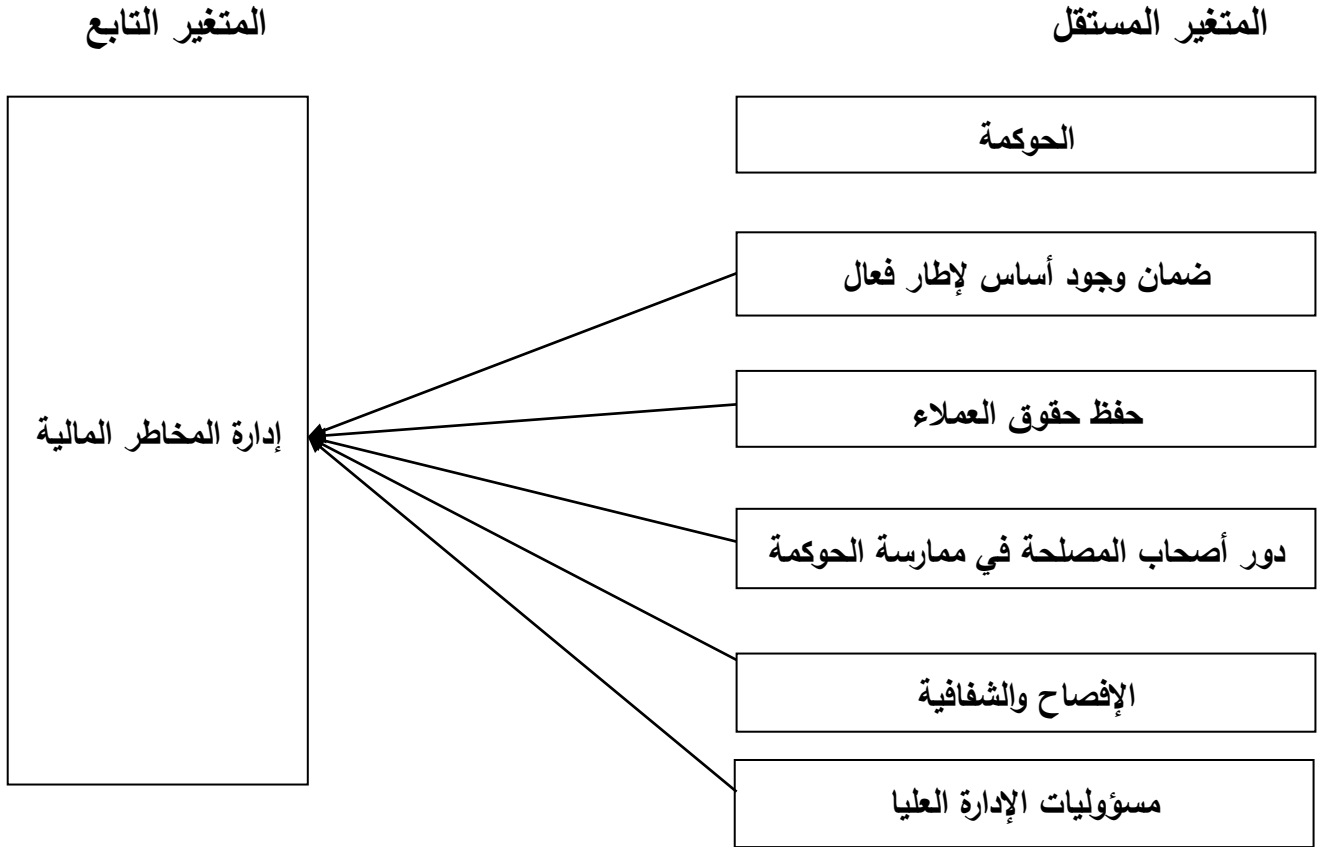 المتغير المستقل
المتغير التابع
الحوكمة
ضمان وجود أساس لإطار فعال
حفظ حقوق العملاء
دور أصحاب المصلحة في ممارسة الحوكمة
الإفصاح والشفافية
مسؤوليات الإدارة العليا
إدارة المخاطر المالية